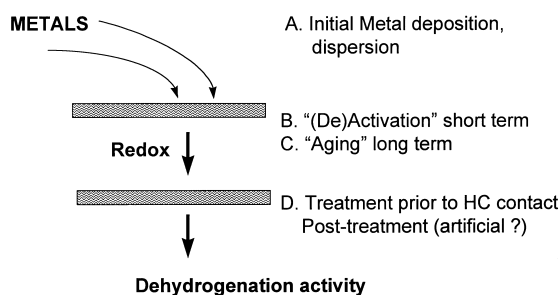 METALS
A. Initial Metal deposition,
dispersion
B. “(De)Activation” short term
C. “Aging” long term
Redox
D. Treatment prior to HC contact
Post-treatment (artificial ?)
Dehydrogenation activity